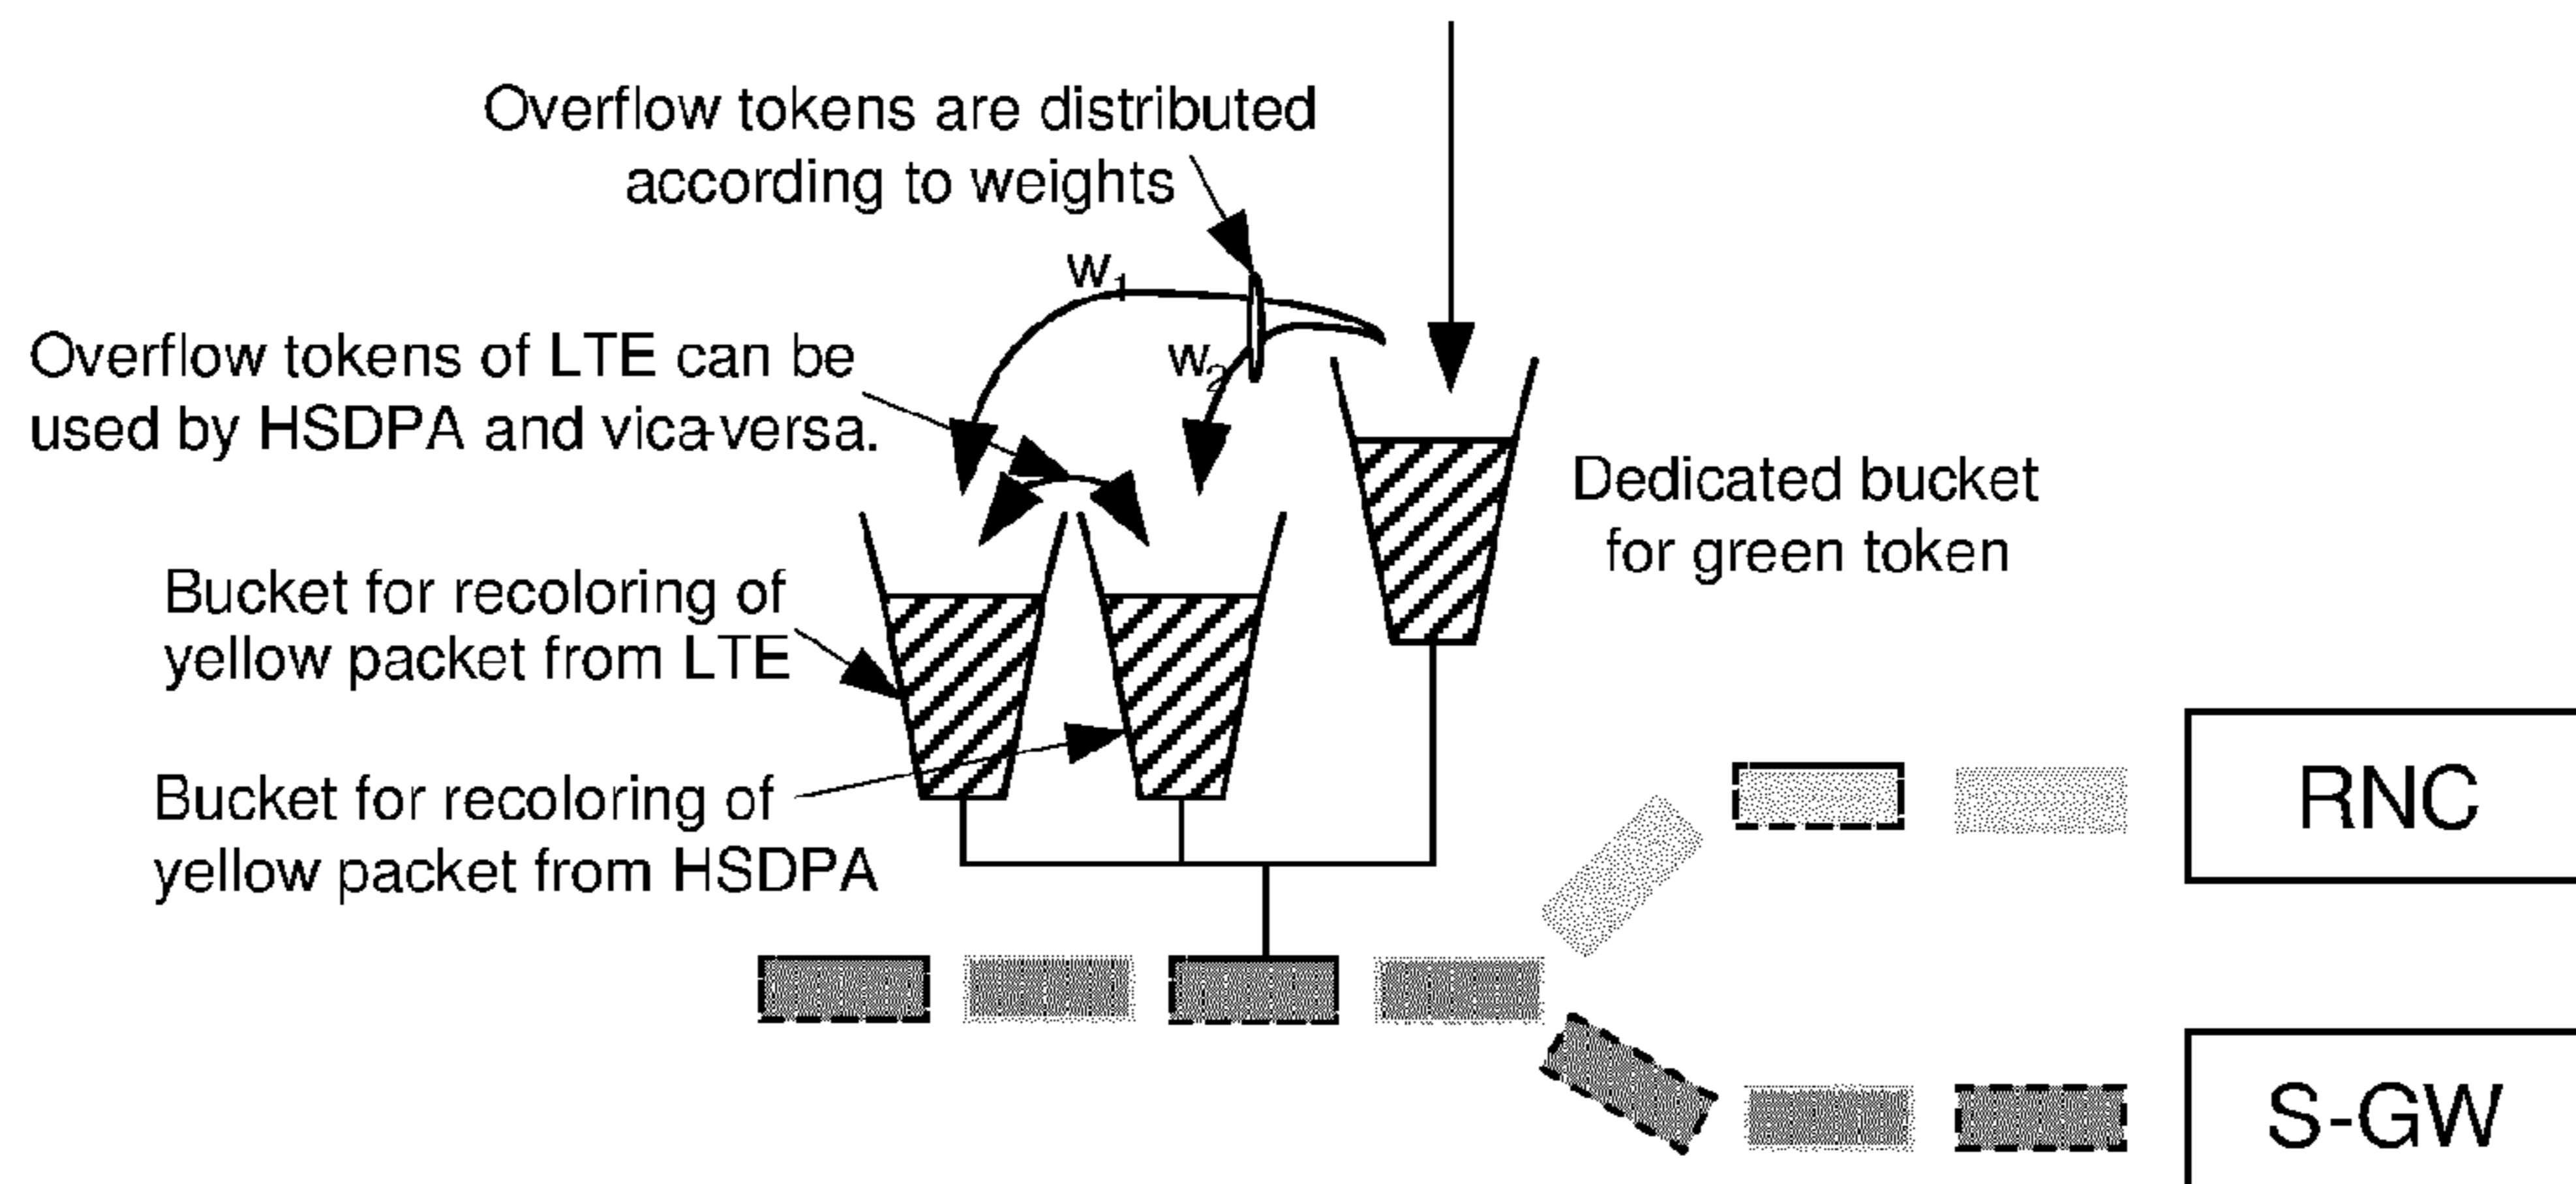 Overflow tokens are distributed
according to weights
w1
w2
Overflow tokens of LTE can be
used by HSDPA and vica-versa.
Dedicated bucket
for green token
Bucket for recoloring of
yellow packet from LTE
Bucket for recoloring of
yellow packet from HSDPA
RNC
S-GW